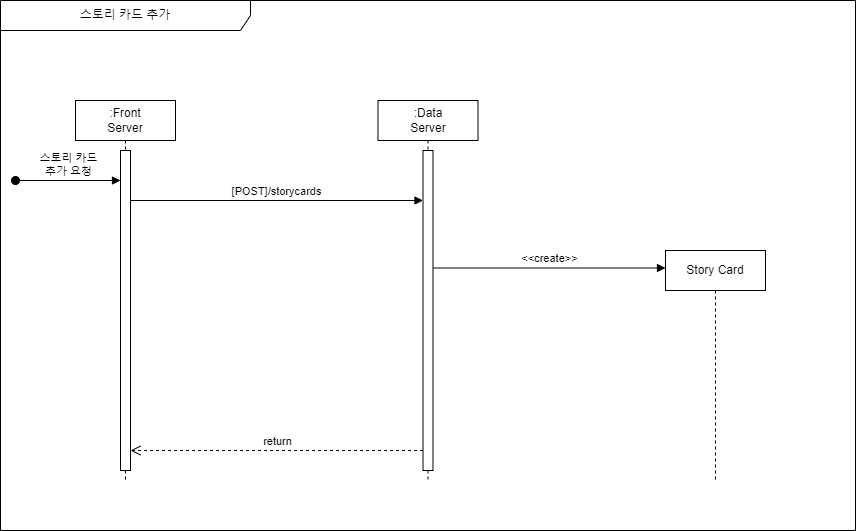 스토리 카드 추가
:Front
Server
:Data
Server
스토리 카드
추가 요청
[POST]/storycards
<<create>>
Story Card
return